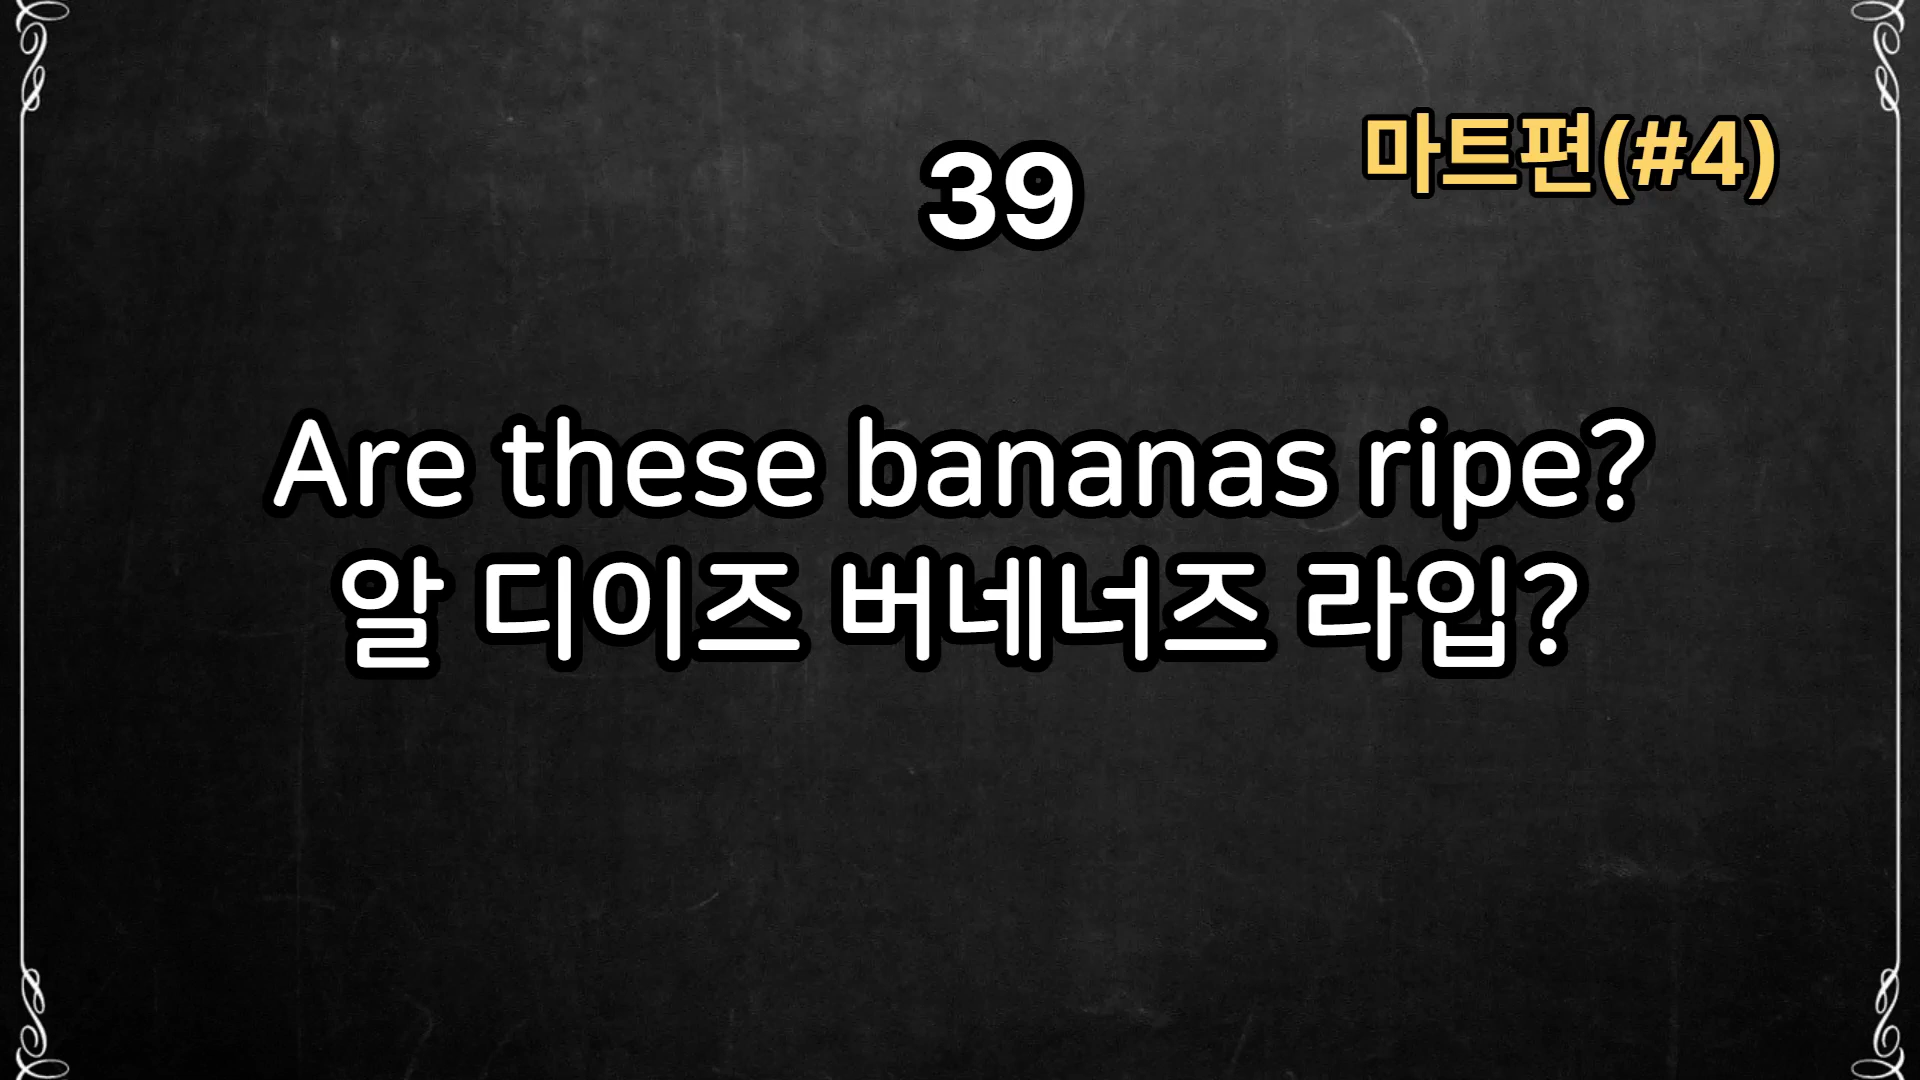 39
마트편(#4)
Are these bananas ripe?
알 디이즈 버네너즈 라입?